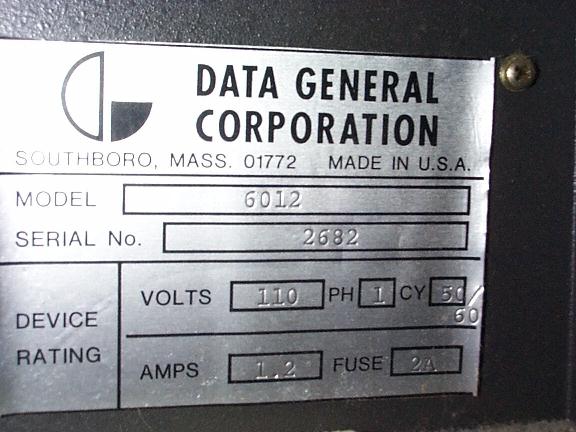 DATA GENERAL
CORPORATION
SOUTHBORO, MASS. 01772 MADE IN U.S.A.
MODEL 6012
SERIAL No. 2682
DEVICE RATING
VOLTS 110 PH 1 CY 50/60
AMPS 1.2 FUSE 2A